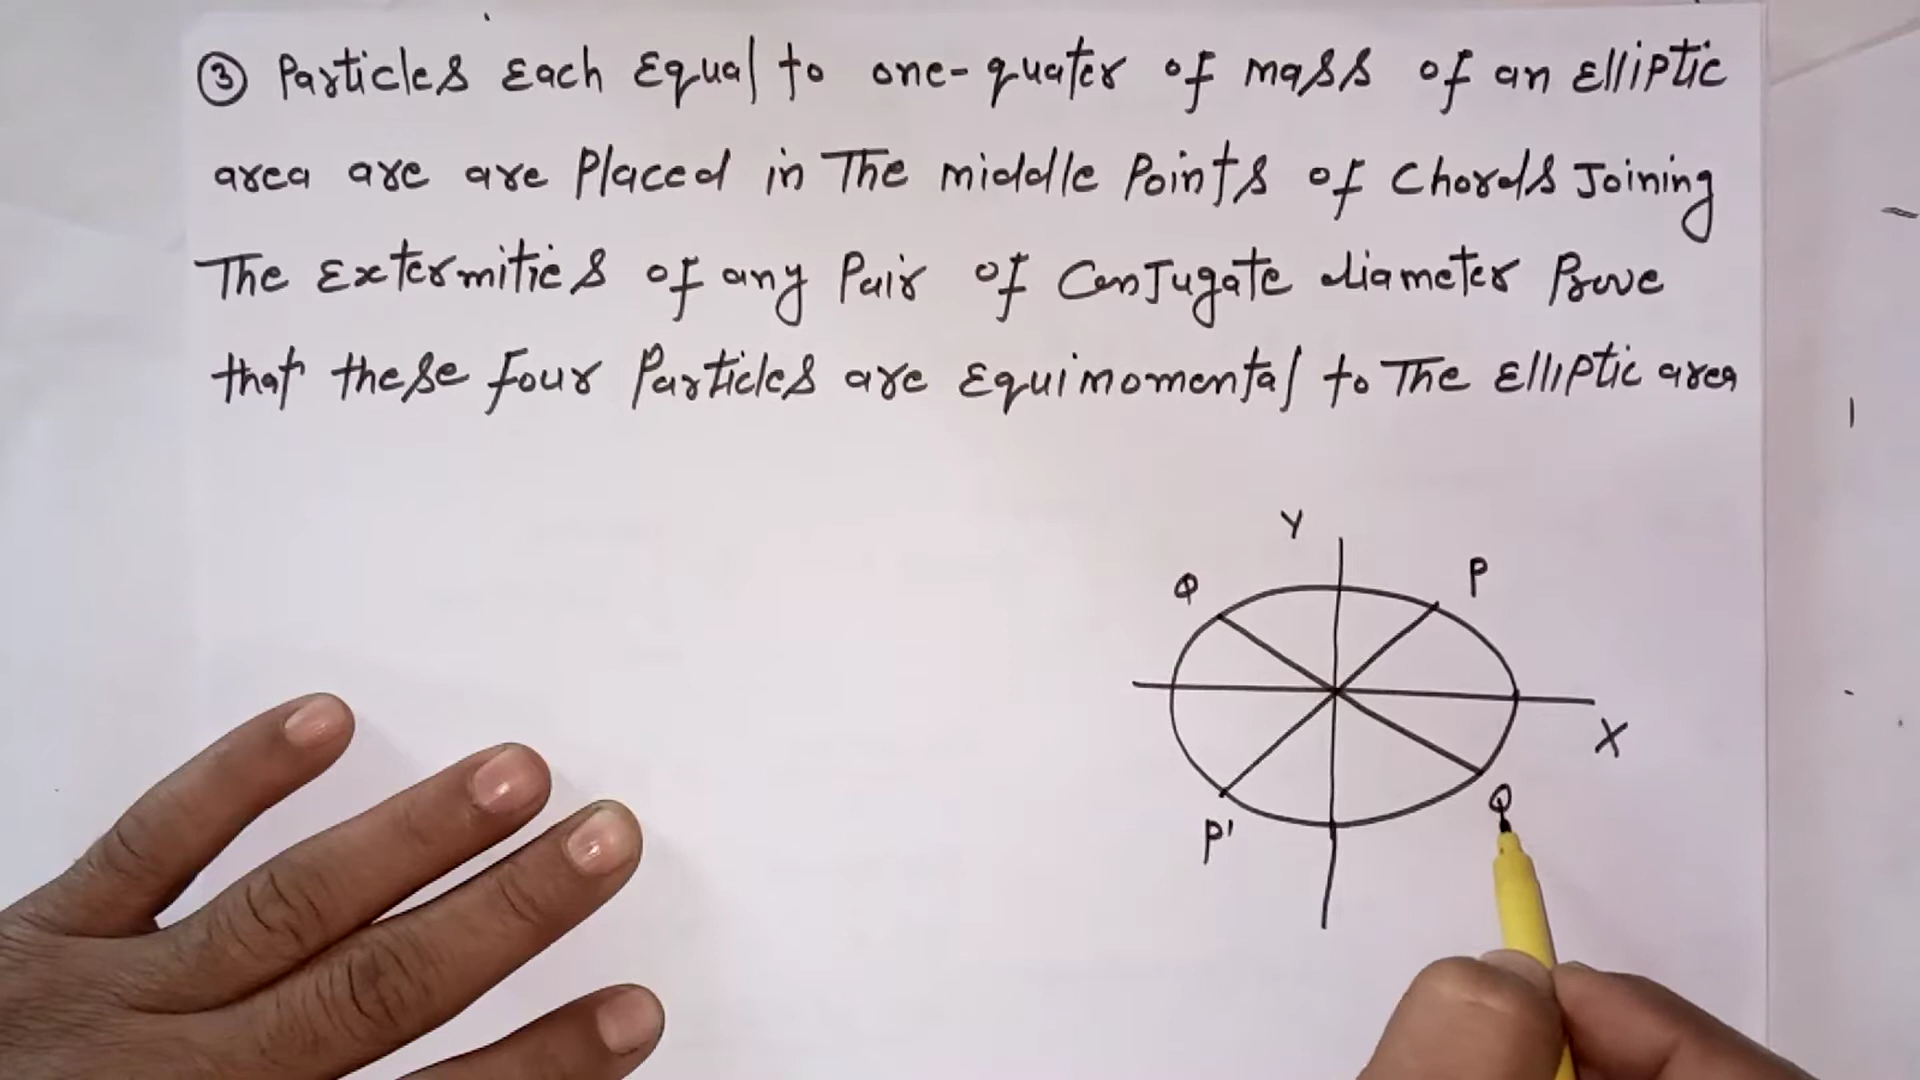 ③ Particles Each Equal to one-quater of mass of an Elliptic
area are are Placed in The middle Points of Chords Joining
The Extermities of any Pair of Conjugate diameter Prove
that these four Particles are Equimomental to The Elliptic area
Y
Q
P
X
P'
Q